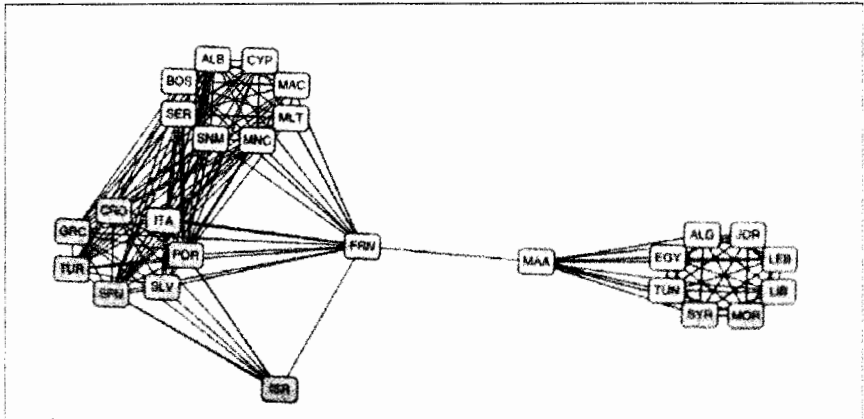 ALB CYP
BOS MAC
SER MLT
SNM MNC
CRO ITA
GRC POR FRN MAA
TUR SLV
SPN
ISR
ALG JOR
EGY LEB
TUN LIB
SYR MOR